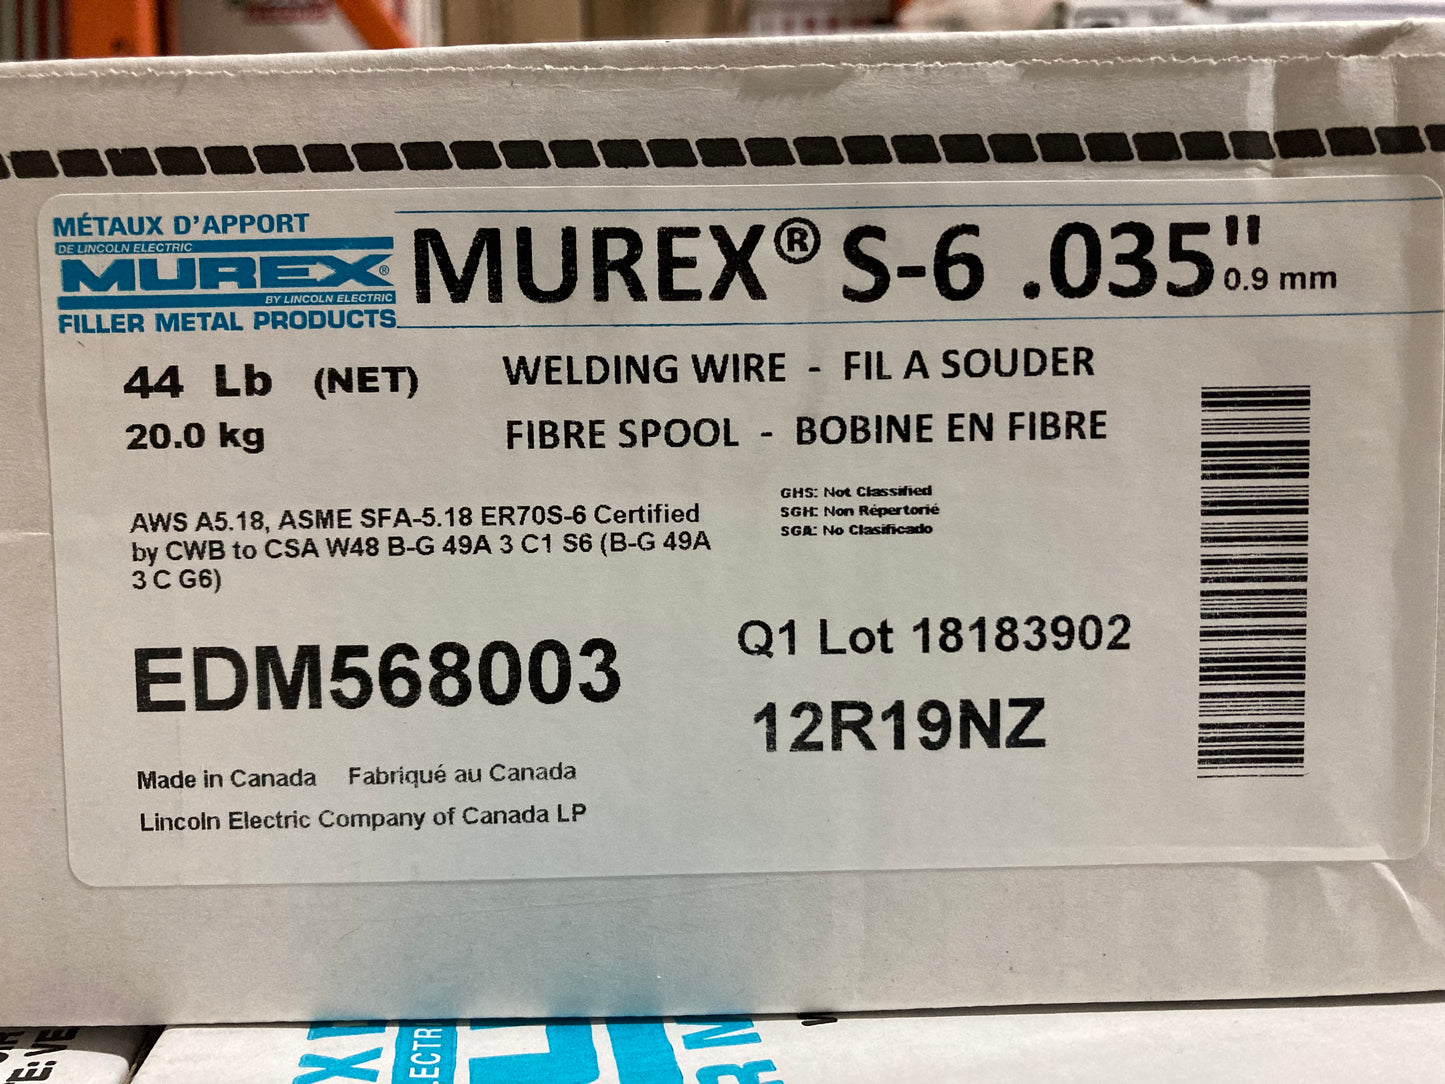 MÉTAUX D'APPORT
DE LINCOLN ELECTRIC
MUREX®
BY LINCOLN ELECTRIC
FILLER METAL PRODUCTS
MUREX® S-6 .035" 0.9 mm
44 Lb (NET)
20.0 kg
WELDING WIRE - FIL A SOUDER
FIBRE SPOOL - BOBINE EN FIBRE
GHS: Not Classified
SGH: Non Répertorié
SGA: No Clasificado
AWS A5.18, ASME SFA-5.18 ER70S-6 Certified
by CWB to CSA W48 B-G 49A 3 C1 S6 (B-G 49A
3 C G6)
EDM568003
Q1 Lot 18183902
12R19NZ
Made in Canada Fabriqué au Canada
Lincoln Electric Company of Canada LP